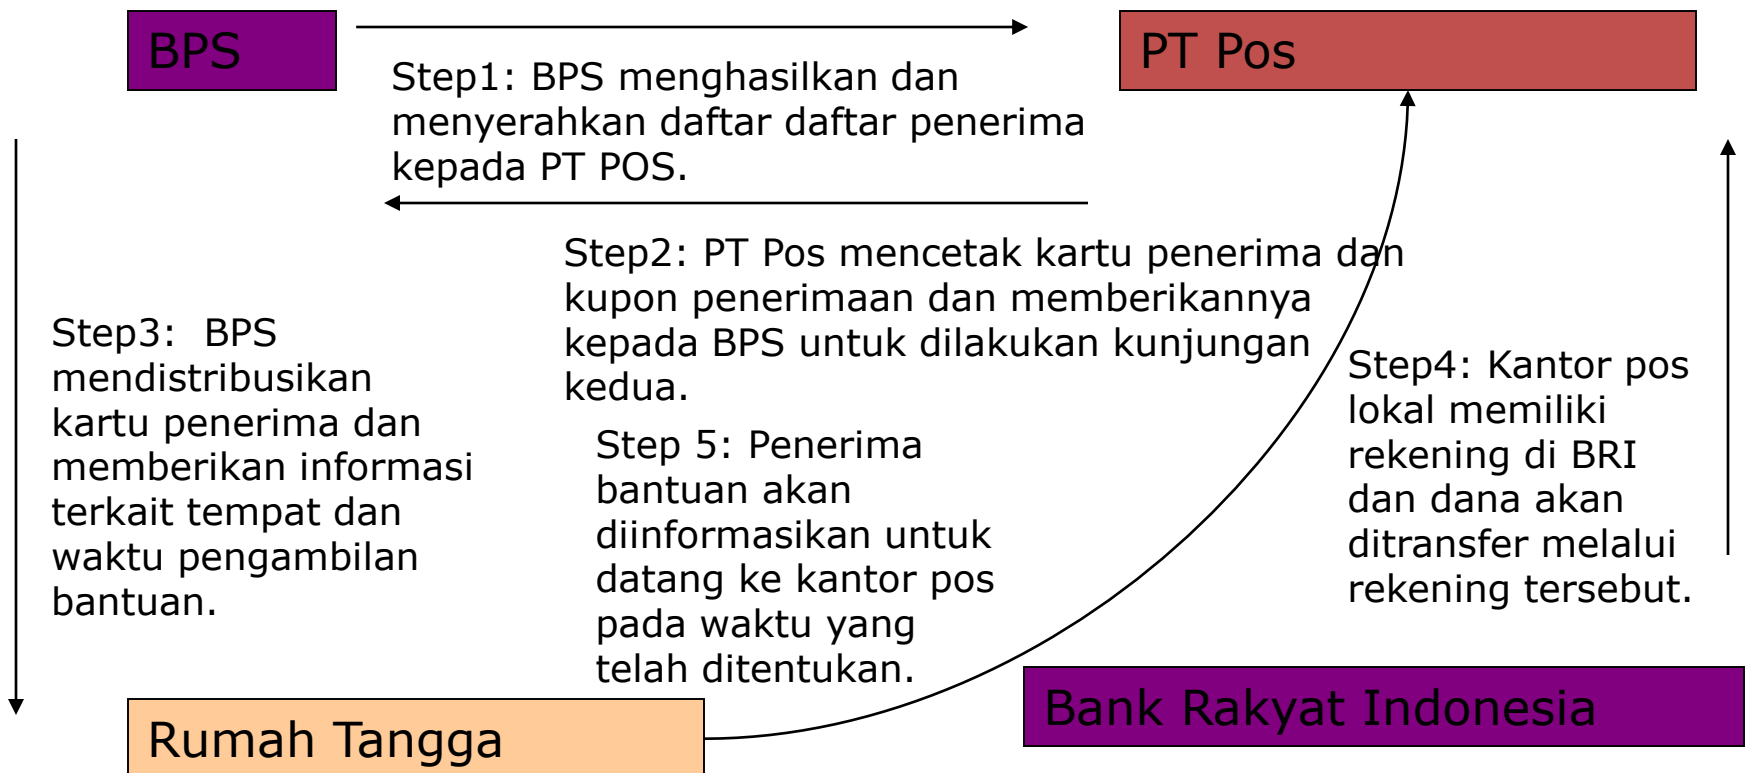 BPS
PT Pos
Step1: BPS menghasilkan dan
menyerahkan daftar daftar penerima
kepada PT POS.
Step2: PT Pos mencetak kartu penerima dan
kupon penerimaan dan memberikannya
kepada BPS untuk dilakukan kunjungan
kedua.
Step3:  BPS
mendistribusikan
kartu penerima dan
memberikan informasi
terkait tempat dan
waktu pengambilan
bantuan.
Step4: Kantor pos
lokal memiliki
rekening di BRI
dan dana akan
ditransfer melalui
rekening tersebut.
Step 5: Penerima
bantuan akan
diinformasikan untuk
datang ke kantor pos
pada waktu yang
telah ditentukan.
Rumah Tangga
Bank Rakyat Indonesia